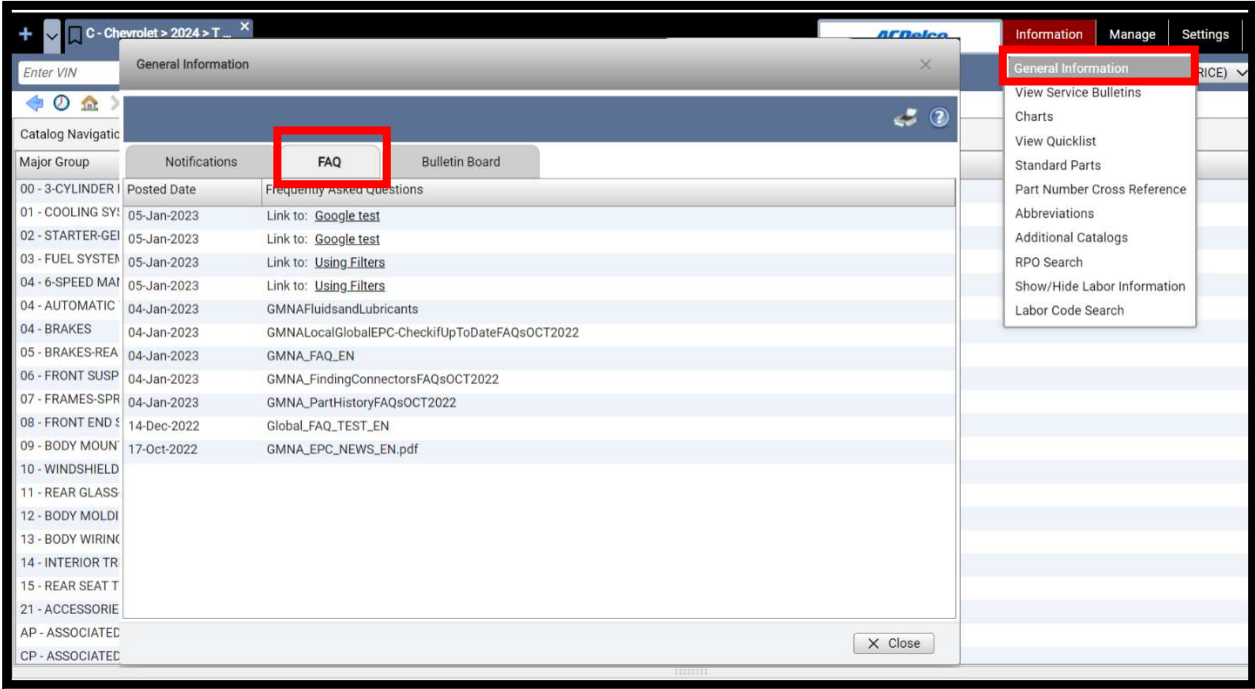 C - Chevrolet > 2024 > T ...
ACDelco
Information
Manage
Settings
Enter VIN
General Information
General Information
RICE)
View Service Bulletins
Charts
View Quicklist
Standard Parts
Part Number Cross Reference
Abbreviations
Additional Catalogs
RPO Search
Show/Hide Labor Information
Labor Code Search
Catalog Navigatic
Major Group
00 - 3-CYLINDER
01 - COOLING SYS
02 - STARTER-GE
03 - FUEL SYSTEM
04 - 6-SPEED MAN
04 - AUTOMATIC
04 - BRAKES
05 - BRAKES-REA
06 - FRONT SUSP
07 - FRAMES-SPR
08 - FRONT END S
09 - BODY MOUN
10 - WINDSHIELD
11 - REAR GLASS-
12 - BODY MOLDI
13 - BODY WIRING
14 - INTERIOR TR
15 - REAR SEAT T
21 - ACCESSORIE
AP - ASSOCIATED
CP - ASSOCIATED
Notifications
FAQ
Bulletin Board
Posted Date Frequently Asked Questions
05-Jan-2023 Link to: Google test
05-Jan-2023 Link to: Google test
05-Jan-2023 Link to: Using Filters
05-Jan-2023 Link to: Using Filters
04-Jan-2023 GMNAFluidsandLubricants
04-Jan-2023 GMNALocalGlobalEPC-CheckifUpToDateFAQsOCT2022
04-Jan-2023 GMNA_FAQ_EN
04-Jan-2023 GMNA_FindingConnectorsFAQsOCT2022
04-Jan-2023 GMNA_PartHistoryFAQsOCT2022
14-Dec-2022 Global_FAQ_TEST_EN
17-Oct-2022 GMNA_EPC_NEWS_EN.pdf
Close